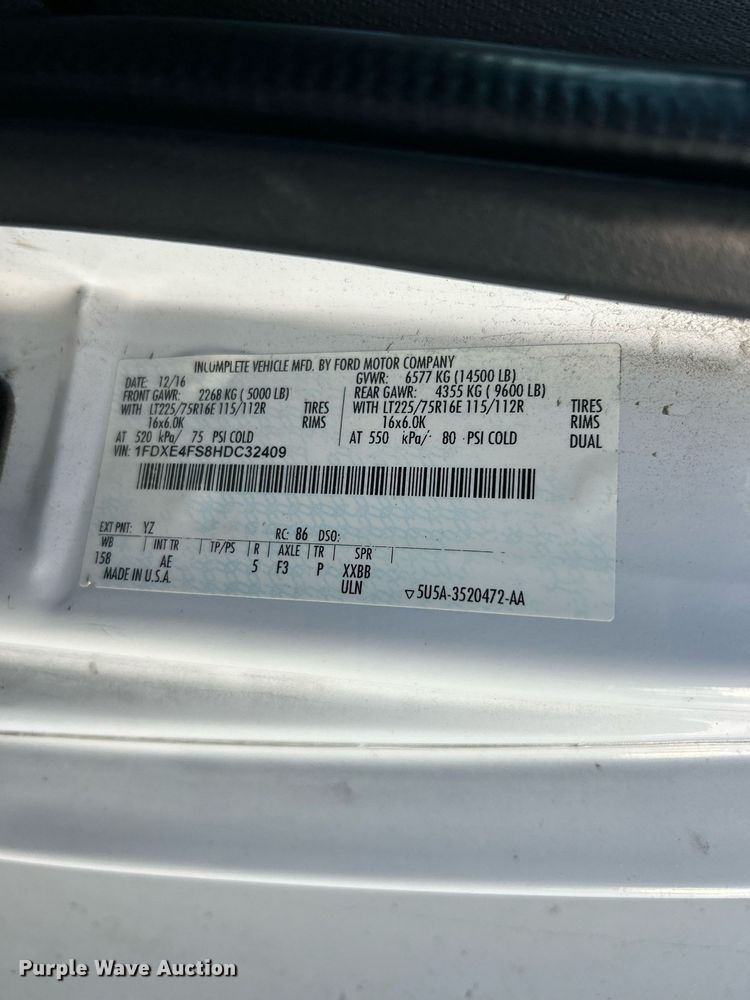 INCOMPLETE VEHICLE MFD. BY FORD MOTOR COMPANY
DATE: 12/16 GVWR: 6577 KG (14500 LB)
FRONT GAWR: 2268 KG ( 5000 LB) REAR GAWR: 4355 KG ( 9600 LB)
WITH LT225/75R16E 115/112R TIRES WITH LT225/75R16E 115/112R TIRES
16x6.0K RIMS 16x6.0K RIMS
AT 520 kPa/ 75 PSI COLD AT 550 kPa/ 80 PSI COLD DUAL
VIN: 1FDXE4FS8HDC32409
EXT PNT: YZ RC: 86 DSO:
WB INT TR TP/PS R AXLE TR SPR
158 AE 5 F3 P XXBB
MADE IN U.S.A. ULN
▽5U5A-3520472-AA
Purple Wave Auction